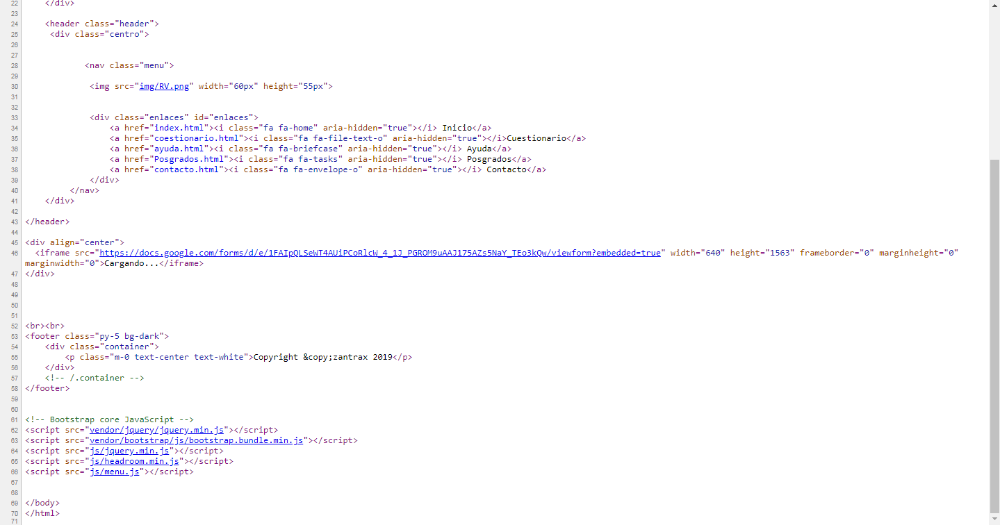 22 </div>
23
24 <header class="header">
25 <div class="centro">
26
27
28 <nav class="menu">
29
30 <img src="img/RV.png" width="60px" height="55px">
31
32
33 <div class="enlaces" id="enlaces">
34 <a href="index.html"><i class="fa fa-home" aria-hidden="true"></i> Inicio</a>
35 <a href="coestionario.html"><i class="fa fa-file-text-o" aria-hidden="true"></i>Cuestionario</a>
36 <a href="ayuda.html"><i class="fa fa-briefcase" aria-hidden="true"></i> Ayuda</a>
37 <a href="Posgrados.html"><i class="fa fa-tasks" aria-hidden="true"></i> Posgrados</a>
38 <a href="contacto.html"><i class="fa fa-envelope-o" aria-hidden="true"></i> Contacto</a>
39 </div>
40 </nav>
41 </div>
42
43 </header>
44
45 <div align="center">
46 <iframe src="https://docs.google.com/forms/d/e/1FAIpQLSeWT4AUiPCoRlcW_4_1J_PGROM9uAAJ175AZs5NaY_TEo3kQw/viewform?embedded=true" width="640" height="1563" frameborder="0" marginheight="0"
marginwidth="0">Cargando...</iframe>
47 </div>
48
49
50
51
52 <br><br>
53 <footer class="py-5 bg-dark">
54 <div class="container">
55 <p class="m-0 text-center text-white">Copyright &copy;zantrax 2019</p>
56 </div>
57 <!-- /.container -->
58 </footer>
59
60
61 <!-- Bootstrap core JavaScript -->
62 <script src="vendor/jquery/jquery.min.js"></script>
63 <script src="vendor/bootstrap/js/bootstrap.bundle.min.js"></script>
64 <script src="js/jquery.min.js"></script>
65 <script src="js/headroom.min.js"></script>
66 <script src="js/menu.js"></script>
67
68
69 </body>
70 </html>
71